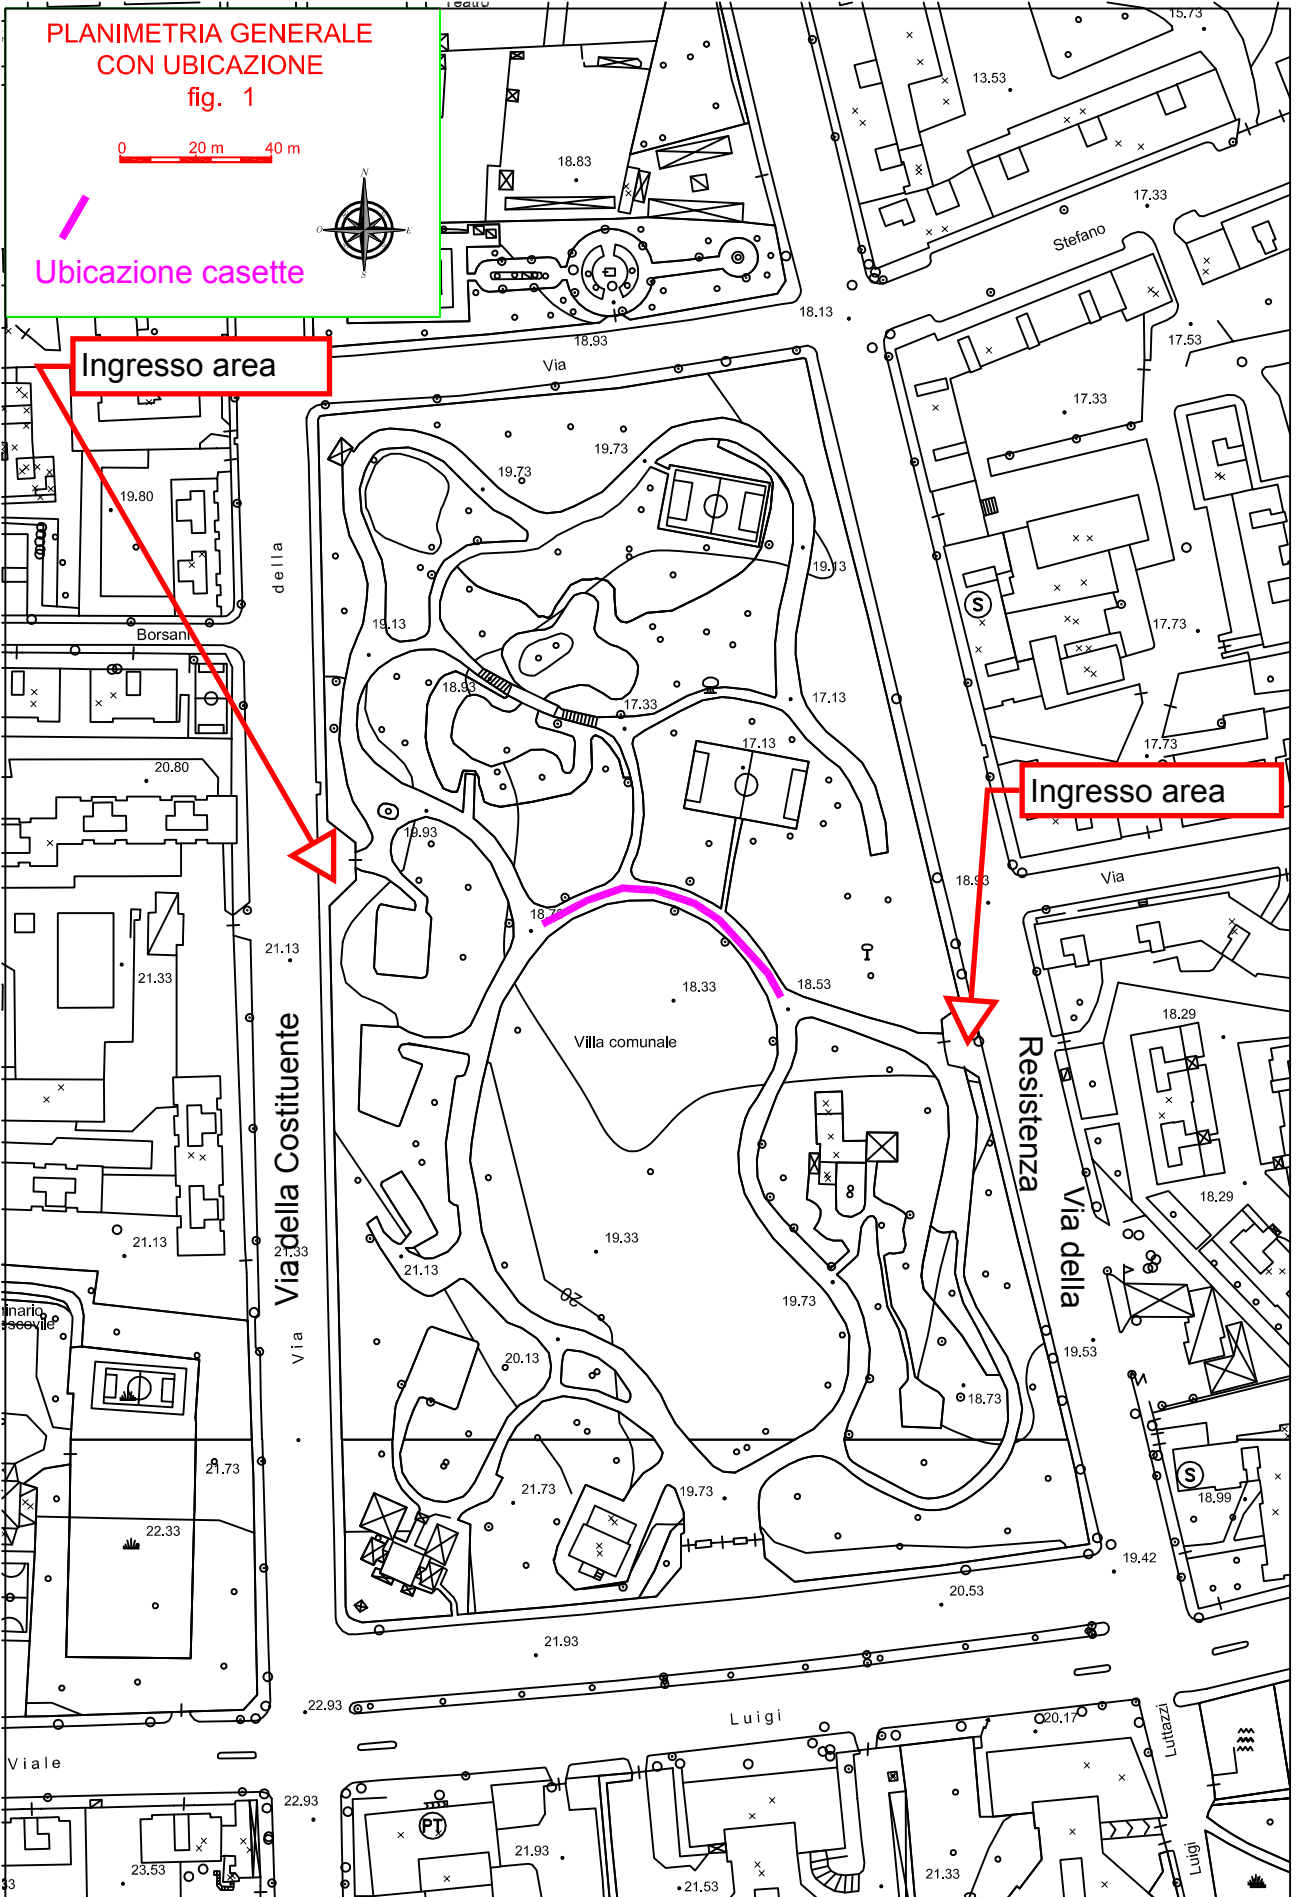 Teatro
PLANIMETRIA GENERALE
CON UBICAZIONE
fig. 1
0 20 m 40 m
N
O E
S
Ubicazione casette
15.73
13.53
18.83
17.33
Stefano
18.13
18.93
Via
17.53
Ingresso area
17.33
19.73
19.73
19.80
della
19.13
S
19.13
Borsani
17.73
18.93
17.33
17.13
17.13
17.73
20.80
Ingresso area
19.93
18.93
Via
21.13
21.33
18.53
18.33
18.29
Villa comunale
Via della Costituente
Resistenza
Via della
18.29
21.13
21.33
19.33
21.13
20
19.73
Via
19.53
20.13
18.73
21.73
21.73
19.73
S
18.99
22.33
19.42
20.53
21.93
22.93
Luigi
20.17
Luttazzi
Viale
22.93
PT
21.93
23.53
21.53
21.33
Luigi